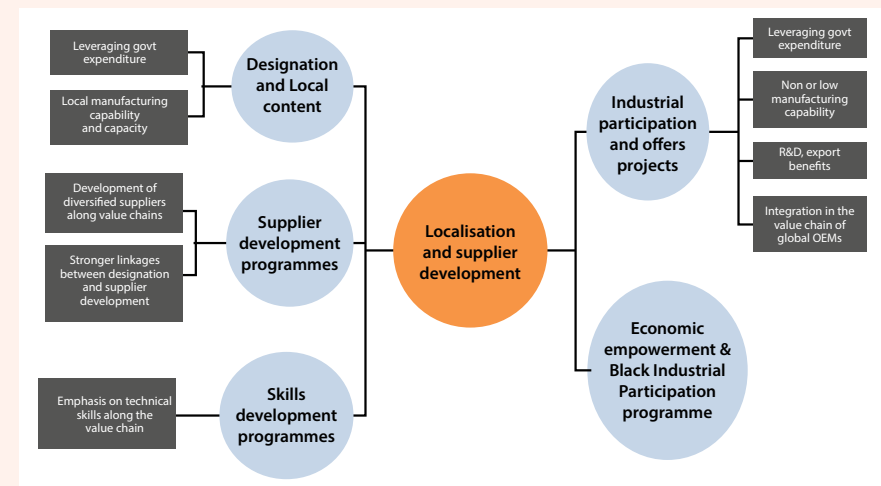 Leveraging govt
expenditure
Local manufacturing
capability
and capacity
Designation
and Local
content
Development of
diversified suppliers
along value chains
Stronger linkages
between designation
and supplier
development
Supplier
development
programmes
Emphasis on technical
skills along the
value chain
Skills
development
programmes
Localisation
and supplier
development
Industrial
participation
and offers
projects
Leveraging govt
expenditure
Non or low
manufacturing
capability
R&D, export
benefits
Integration in the
value chain of
global OEMs
Economic
empowerment &
Black Industrial
Participation
programme